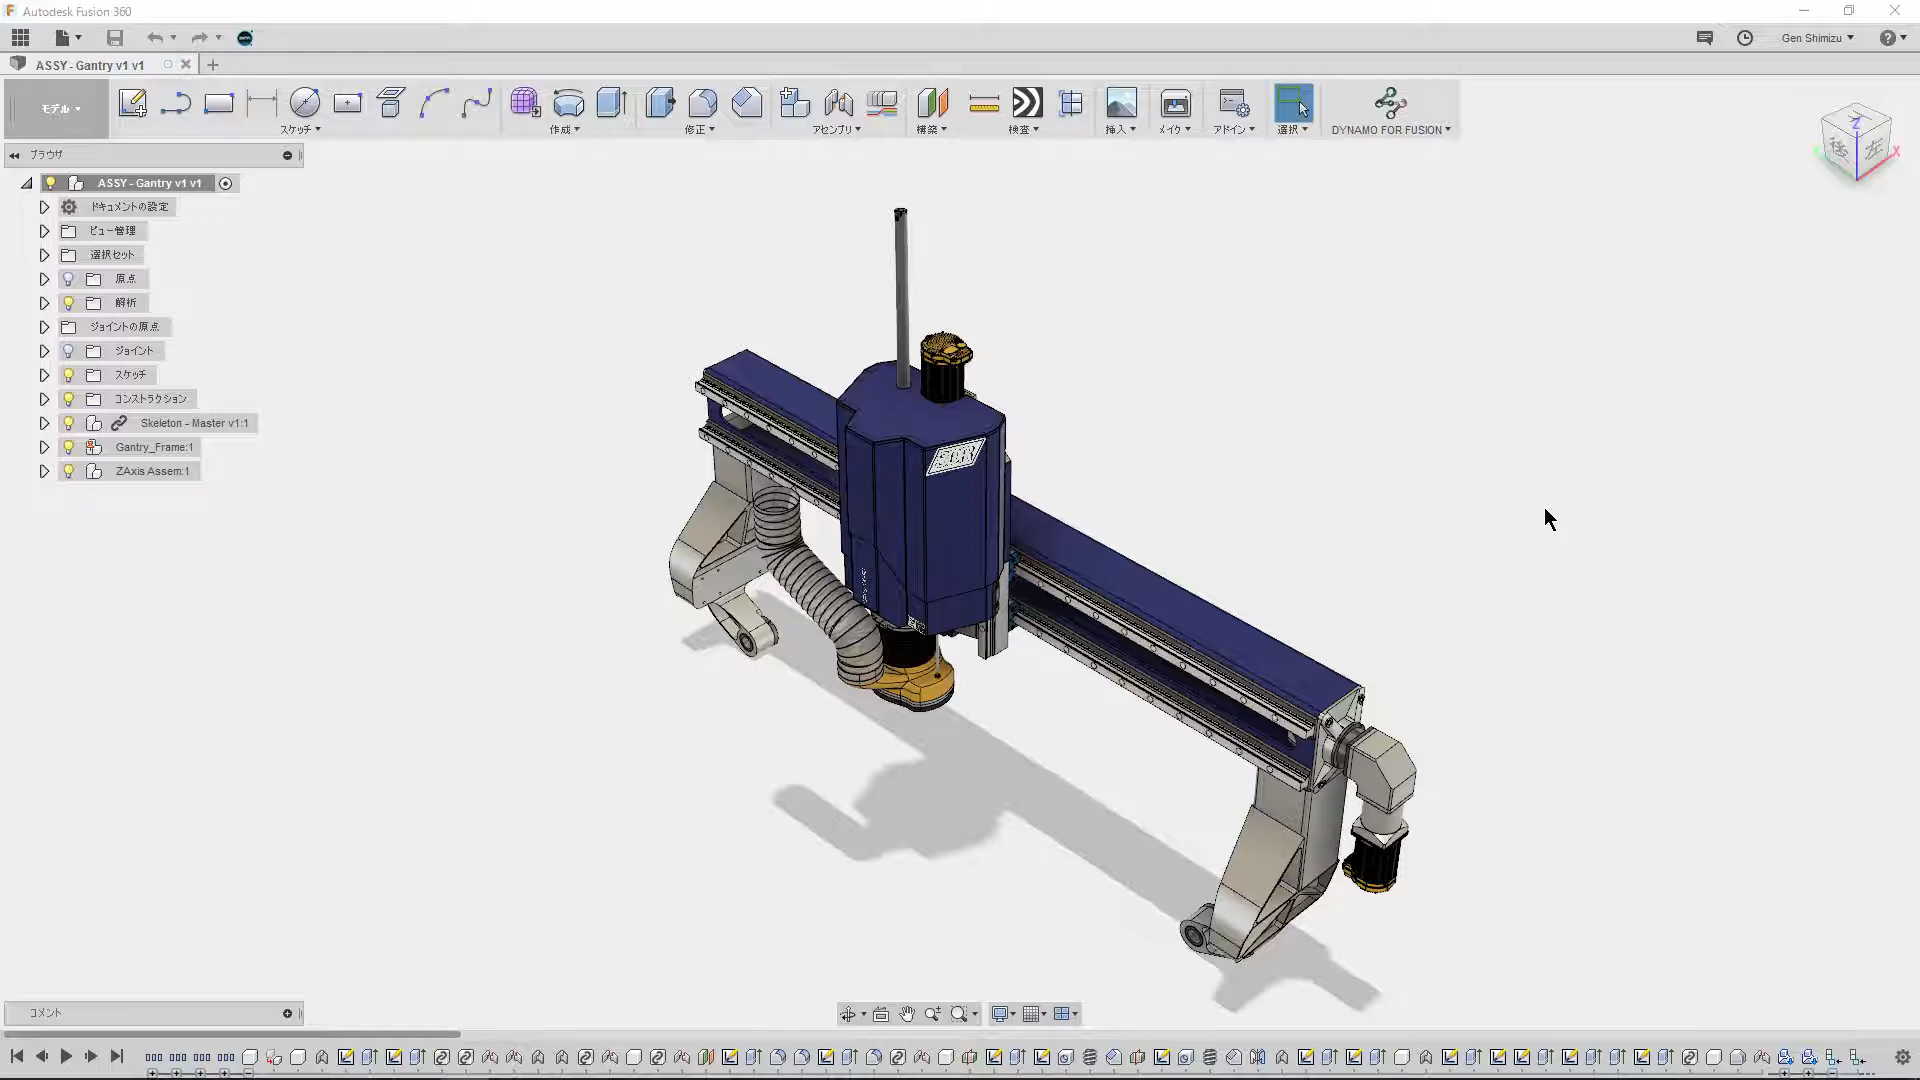 Autodesk Fusion 360
Gen Shimizu
ASSY - Gantry v1 v1
モデル
スケッチ
作成
修正
アセンブリ
構築
検査
挿入
メイク
アドイン
選択
DYNAMO FOR FUSION
Z
X
後
左
ブラウザ
ASSY - Gantry v1 v1
ドキュメントの設定
ビュー管理
選択セット
原点
解析
ジョイントの原点
ジョイント
スケッチ
コンストラクション
Skeleton - Master v1:1
Gantry_Frame:1
ZAxis Assem:1
コメント